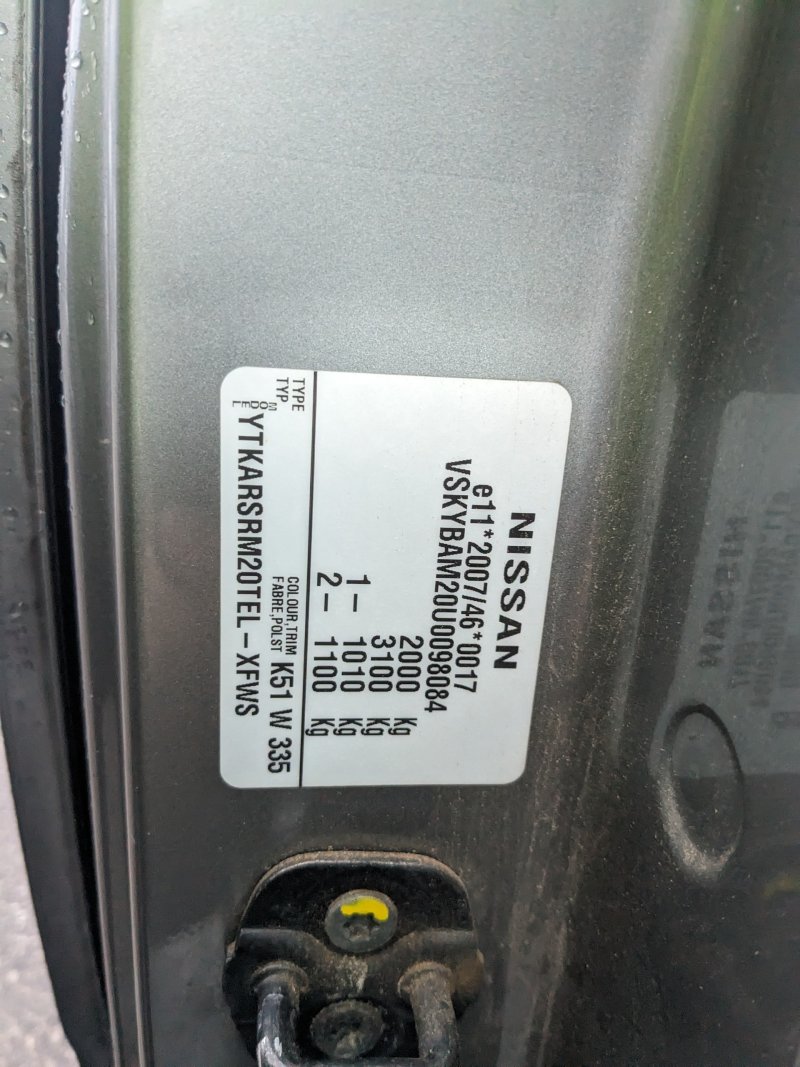 NISSAN
e11*2007/46*0017
VSKYBAM20U0098084
2000 Kg
3100 Kg
1– 1010 Kg
2– 1100 Kg
TYPE COLOUR,TRIM
TYP FABRE,POLST K51 W 335
MODEL YTKARSRM20TEL–XFWS